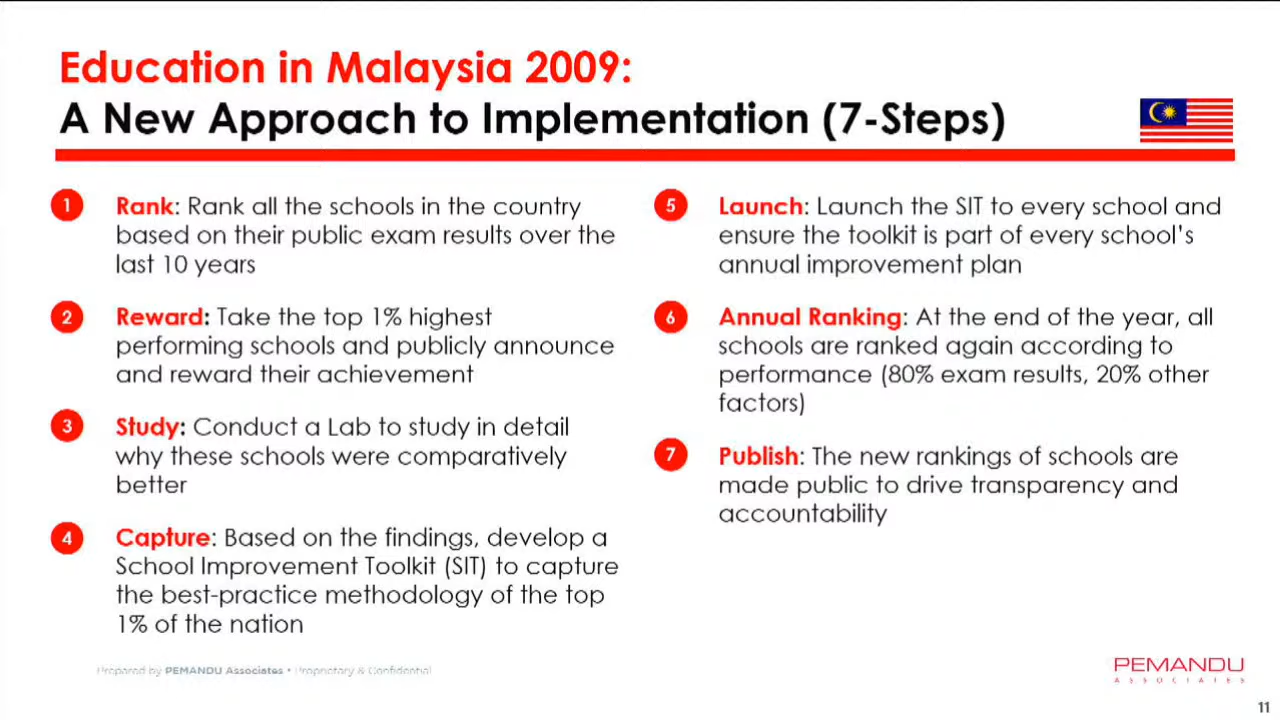 Education in Malaysia 2009:
A New Approach to Implementation (7-Steps)
1
Rank: Rank all the schools in the country
based on their public exam results over the
last 10 years
2
Reward: Take the top 1% highest
performing schools and publicly announce
and reward their achievement
3
Study: Conduct a Lab to study in detail
why these schools were comparatively
better
4
Capture: Based on the findings, develop a
School Improvement Toolkit (SIT) to capture
the best-practice methodology of the top
1% of the nation
5
Launch: Launch the SIT to every school and
ensure the toolkit is part of every school’s
annual improvement plan
6
Annual Ranking: At the end of the year, all
schools are ranked again according to
performance (80% exam results, 20% other
factors)
7
Publish: The new rankings of schools are
made public to drive transparency and
accountability
Prepared by PEMANDU Associates • Proprietary & Confidential
PEMANDU
ASSOCIATES
11